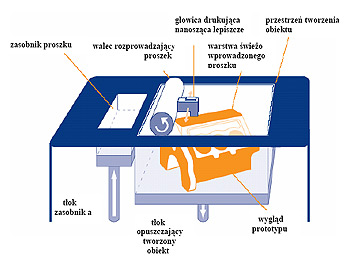 głowica drukująca
nanosząca lepiszcze
przestrzeń tworzenia
obiektu
zasobnik proszku
walec rozprowadzający
proszek
warstwa świeżo
wprowadzonego
proszku
tłok
zasobnik a
tłok
opuszczający
tworzony
obiekt
wygląd
prototypu